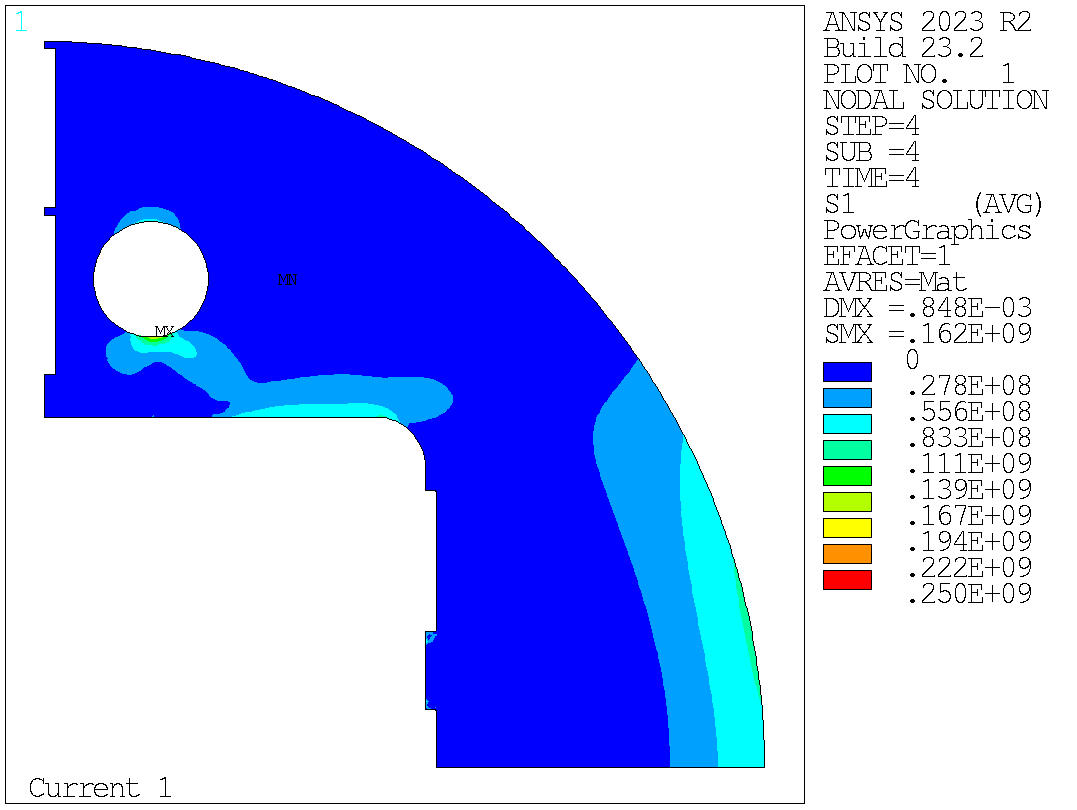 1
ANSYS 2023 R2
Build 23.2
PLOT NO. 1
NODAL SOLUTION
STEP=4
SUB =4
TIME=4
S1 (AVG)
PowerGraphics
EFACET=1
AVRES=Mat
DMX =.848E-03
SMX =.162E+09
0
.278E+08
.556E+08
.833E+08
.111E+09
.139E+09
.167E+09
.194E+09
.222E+09
.250E+09
MN
MX
Current 1